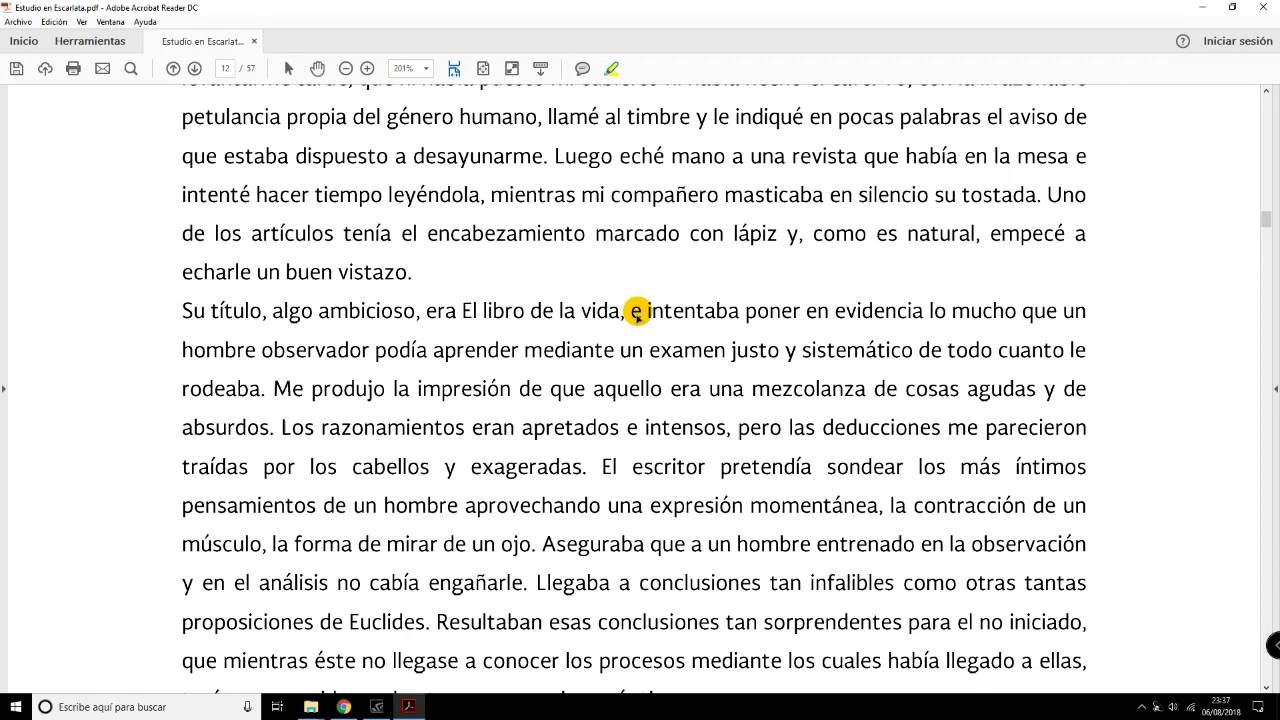 Estudio en Escarlata.pdf - Adobe Acrobat Reader DC
Archivo Edición Ver Ventana Ayuda
Inicio Herramientas Estudio en Escarlat... × Iniciar sesión
12 / 57 201%
petulancia propia del género humano, llamé al timbre y le indiqué en pocas palabras el aviso de
que estaba dispuesto a desayunarme. Luego eché mano a una revista que había en la mesa e
intenté hacer tiempo leyéndola, mientras mi compañero masticaba en silencio su tostada. Uno
de los artículos tenía el encabezamiento marcado con lápiz y, como es natural, empecé a
echarle un buen vistazo.
Su título, algo ambicioso, era El libro de la vida, e intentaba poner en evidencia lo mucho que un
hombre observador podía aprender mediante un examen justo y sistemático de todo cuanto le
rodeaba. Me produjo la impresión de que aquello era una mezcolanza de cosas agudas y de
absurdos. Los razonamientos eran apretados e intensos, pero las deducciones me parecieron
traídas por los cabellos y exageradas. El escritor pretendía sondear los más íntimos
pensamientos de un hombre aprovechando una expresión momentánea, la contracción de un
músculo, la forma de mirar de un ojo. Aseguraba que a un hombre entrenado en la observación
y en el análisis no cabía engañarle. Llegaba a conclusiones tan infalibles como otras tantas
proposiciones de Euclides. Resultaban esas conclusiones tan sorprendentes para el no iniciado,
que mientras éste no llegase a conocer los procesos mediante los cuales había llegado a ellas,
Escribe aquí para buscar
23:37
06/08/2018